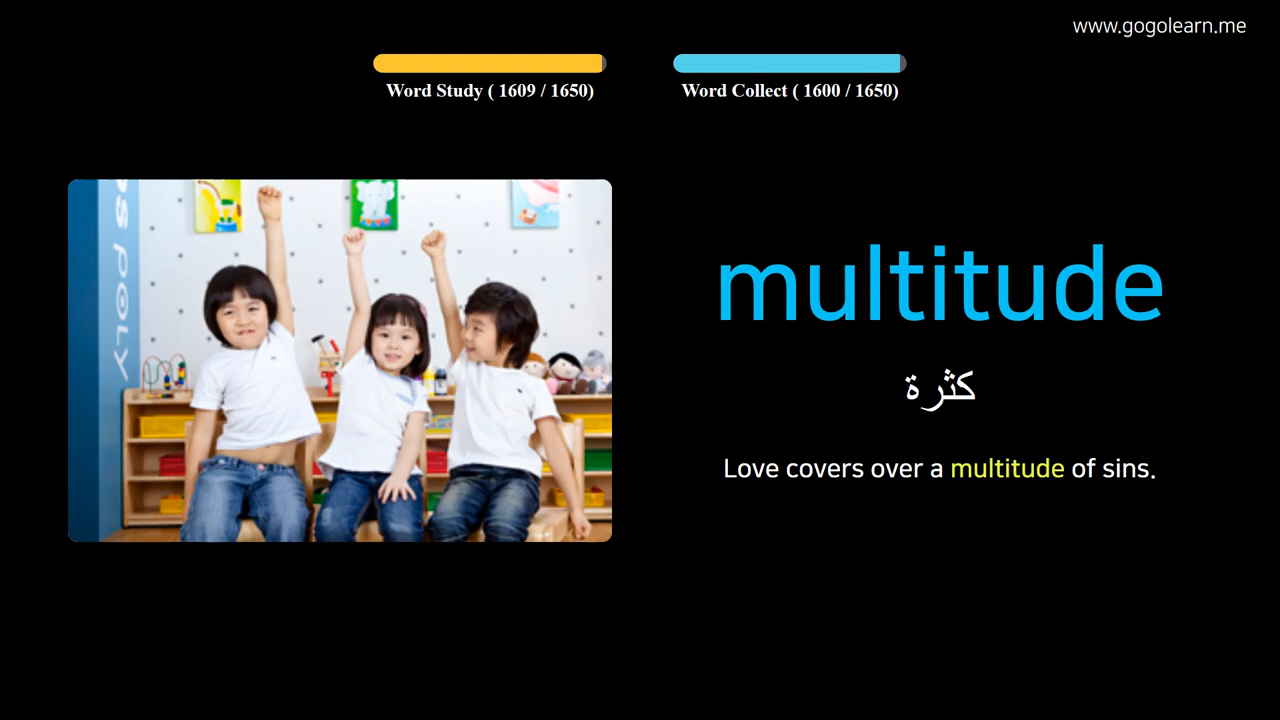 www.gogolearn.me
Word Study ( 1609 / 1650)
Word Collect ( 1600 / 1650)
POLY
multitude
كثرة
Love covers over a multitude of sins.